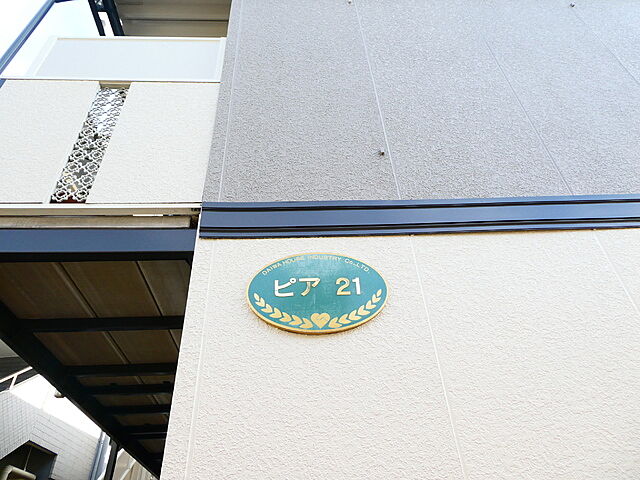 DAIWA HOUSE INDUSTRY CO., LTD.
ピア 21